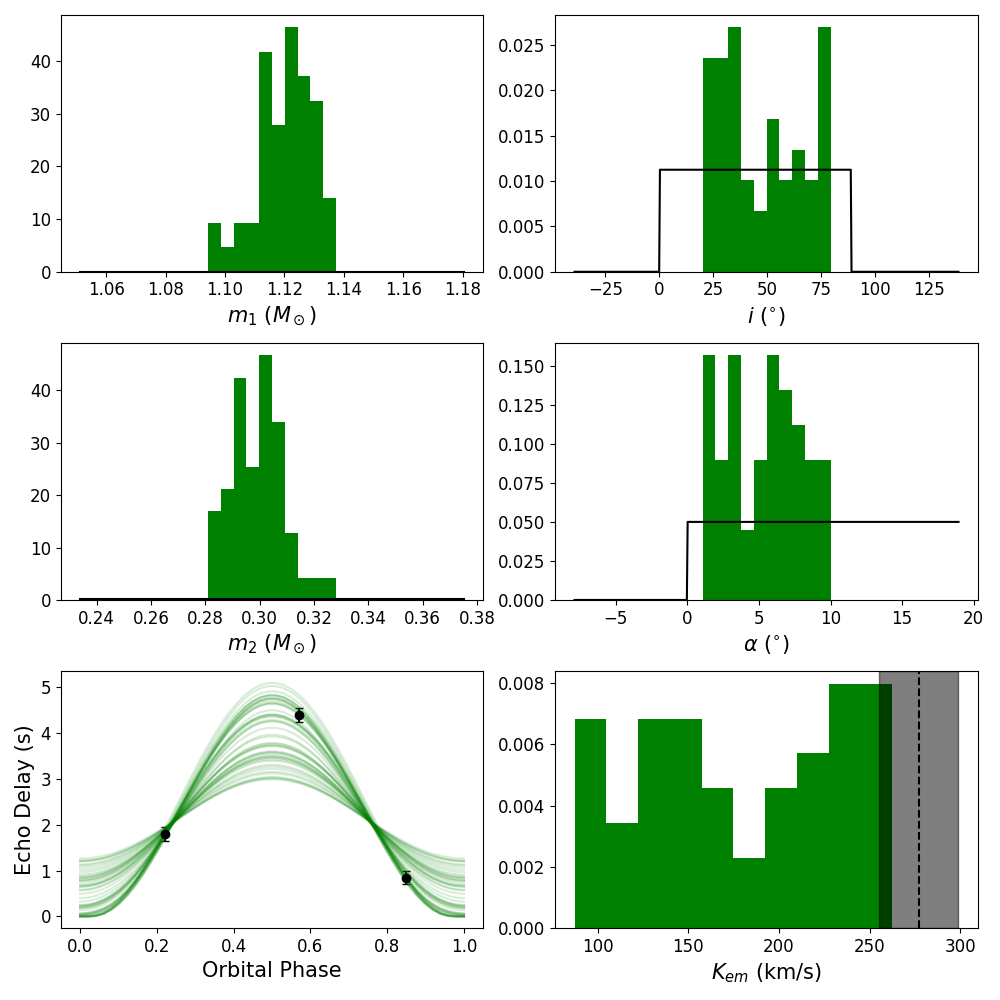 40
30
20
10
0
1.06 1.08 1.10 1.12 1.14 1.16 1.18
m₁ (M⊙)
0.025
0.020
0.015
0.010
0.005
0.000
−25 0 25 50 75 100 125
i (°)
40
30
20
10
0
0.24 0.26 0.28 0.30 0.32 0.34 0.36 0.38
m₂ (M⊙)
0.150
0.125
0.100
0.075
0.050
0.025
0.000
−5 0 5 10 15 20
α (°)
Echo Delay (s)
5
4
3
2
1
0
0.0 0.2 0.4 0.6 0.8 1.0
Orbital Phase
0.008
0.006
0.004
0.002
0.000
100 150 200 250 300
K_em (km/s)